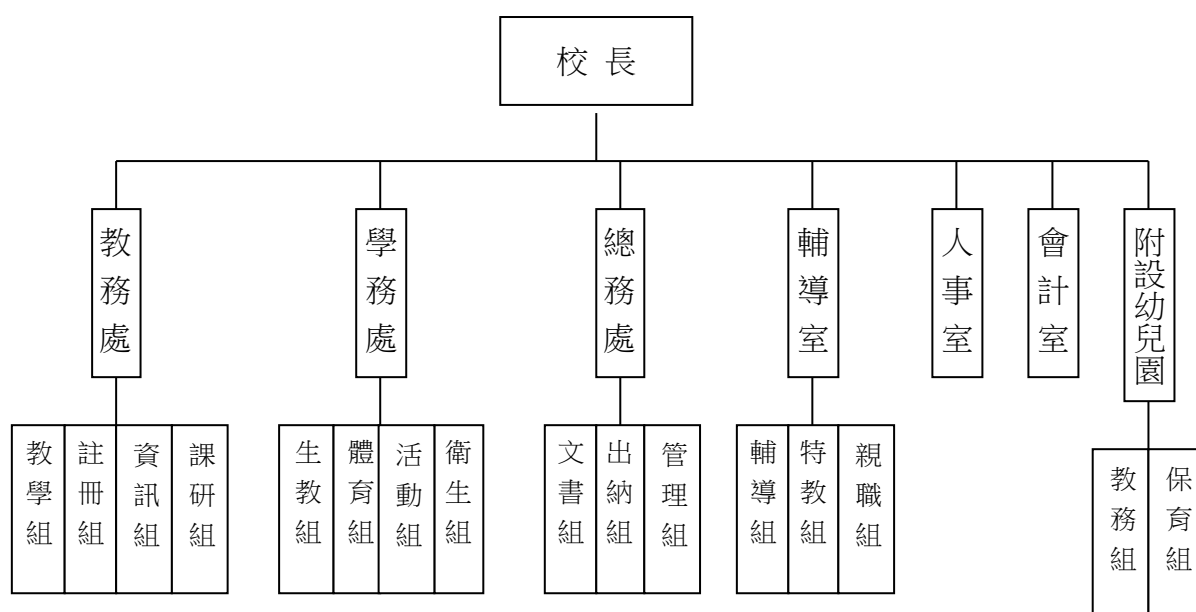 校長
教務處
學務處
總務處
輔導室
人事室
會計室
附設幼兒園
教學組
註冊組
資訊組
課研組
生教組
體育組
活動組
衛生組
文書組
出納組
管理組
輔導組
特教組
親職組
教務組
保育組